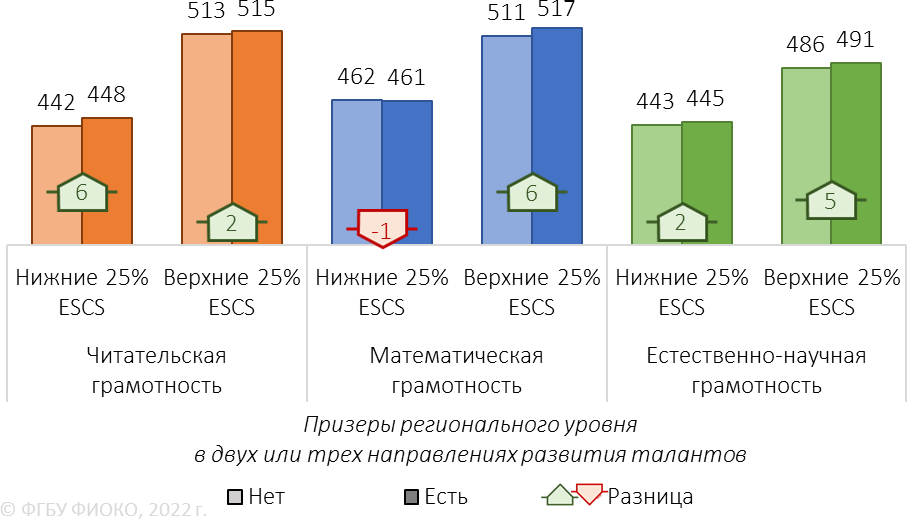 513 515
442 448
6
2
511 517
462 461
-1
6
486 491
443 445
2
5
Нижние 25% ESCS
Верхние 25% ESCS
Нижние 25% ESCS
Верхние 25% ESCS
Нижние 25% ESCS
Верхние 25% ESCS
Читательская
грамотность
Математическая
грамотность
Естественно-научная
грамотность
Призеры регионального уровня
в двух или трех направлениях развития талантов
Нет Есть Разница
© ФГБУ ФИОКО, 2022 г.